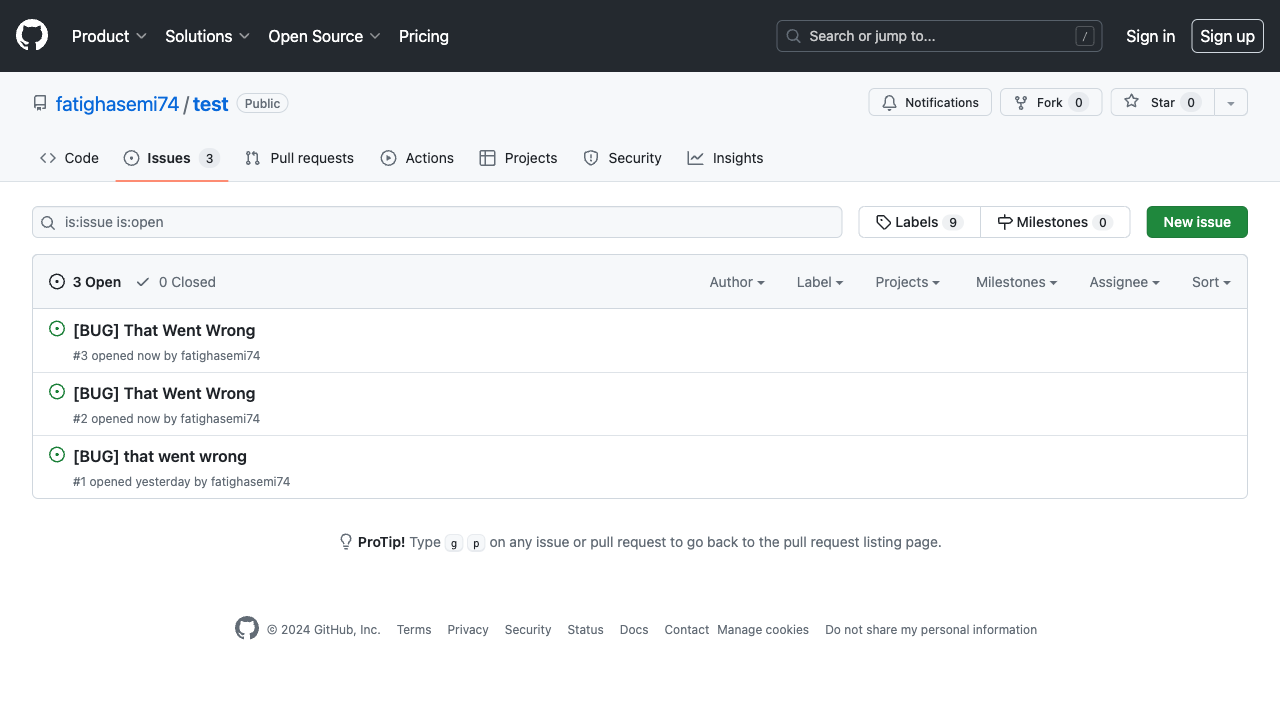 Product Solutions Open Source Pricing Search or jump to... / Sign in Sign up
fatighasemi74 / test Public Notifications Fork 0 Star 0
Code Issues 3 Pull requests Actions Projects Security Insights
is:issue is:open Labels 9 Milestones 0 New issue
3 Open 0 Closed Author Label Projects Milestones Assignee Sort
[BUG] That Went Wrong
#3 opened now by fatighasemi74
[BUG] That Went Wrong
#2 opened now by fatighasemi74
[BUG] that went wrong
#1 opened yesterday by fatighasemi74
ProTip! Type g p on any issue or pull request to go back to the pull request listing page.
© 2024 GitHub, Inc. Terms Privacy Security Status Docs Contact Manage cookies Do not share my personal information